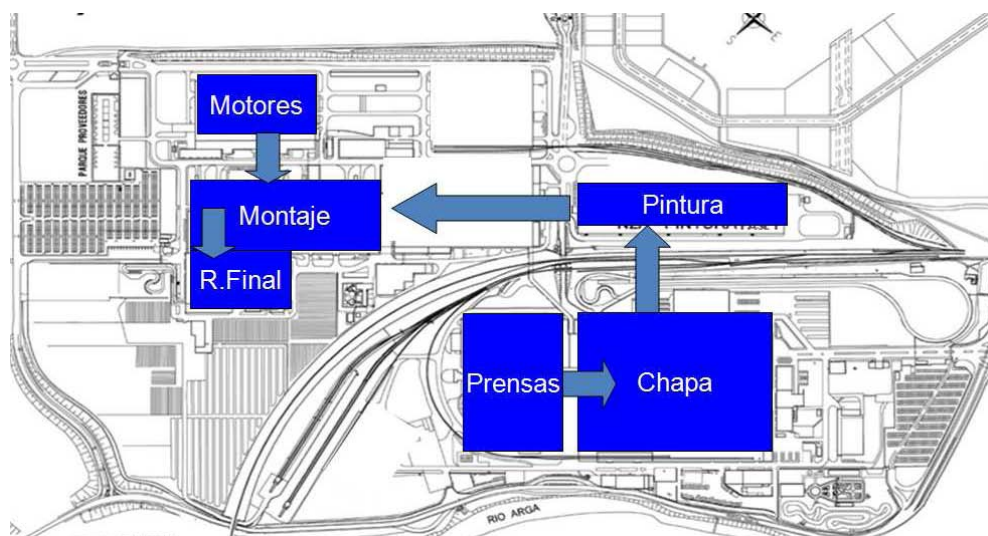 S
E
Motores
PARQUE PROVEEDORES
Montaje
Pintura
R.Final
Prensas
Chapa
RIO ARGA